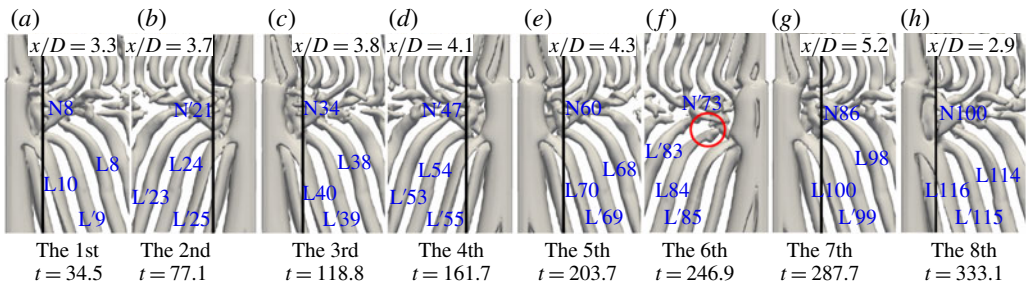 (a) (b) (c) (d) (e) (f) (g) (h)
x/D = 3.3 x/D = 3.7 x/D = 3.8 x/D = 4.1 x/D = 4.3 x/D = 5.2 x/D = 2.9
N8 N′21 N34 N′47 N60 N′73 N86 N100
L8 L24 L38 L54 L68 L′83 L98 L114
L10 L′23 L40 L′53 L70 L84 L100 L116
L′9 L′25 L′39 L′55 L′69 L′85 L′99 L′115
The 1st The 2nd The 3rd The 4th The 5th The 6th The 7th The 8th
t = 34.5 t = 77.1 t = 118.8 t = 161.7 t = 203.7 t = 246.9 t = 287.7 t = 333.1